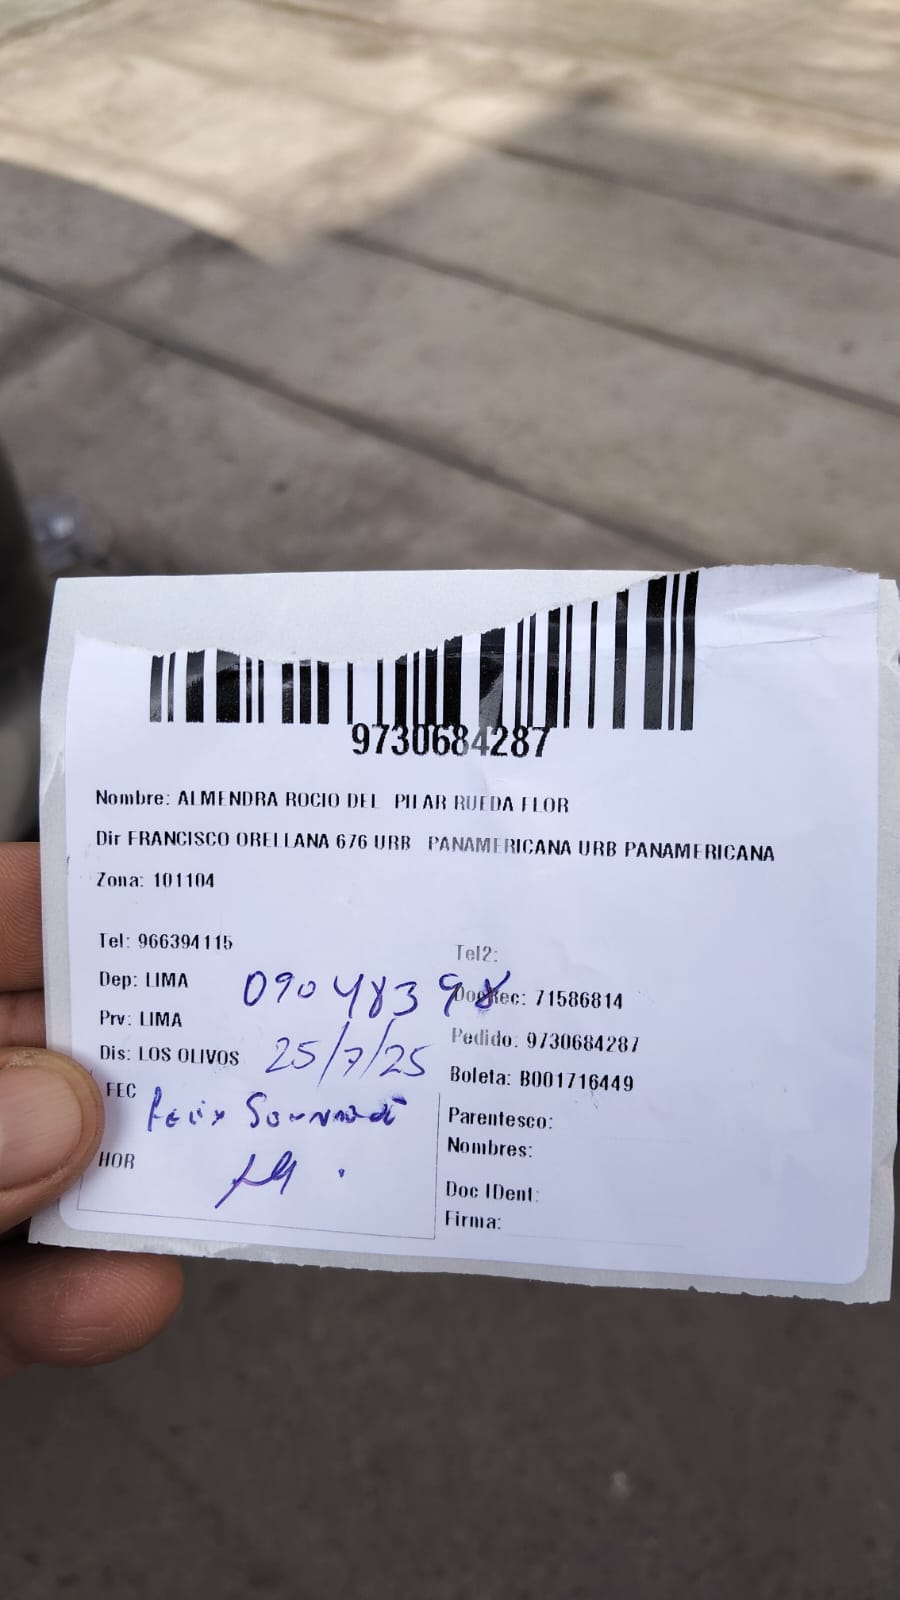 9730684287
Nombre: ALMENDRA ROCIO DEL PILAR RUEDA FLOR
Dir FRANCISCO ORELLANA 676 URB PANAMERICANA URB PANAMERICANA
Zona: 101104
Tel: 966394115
Tel2:
Dep: LIMA
09048398
DocRec: 71586814
Prv: LIMA
Pedido: 9730684287
Dis: LOS OLIVOS
25/7/25
Boleta: B001716449
FEC
Felix
Parentesco:
Nombres:
HOR
Doc IDent:
Firma: